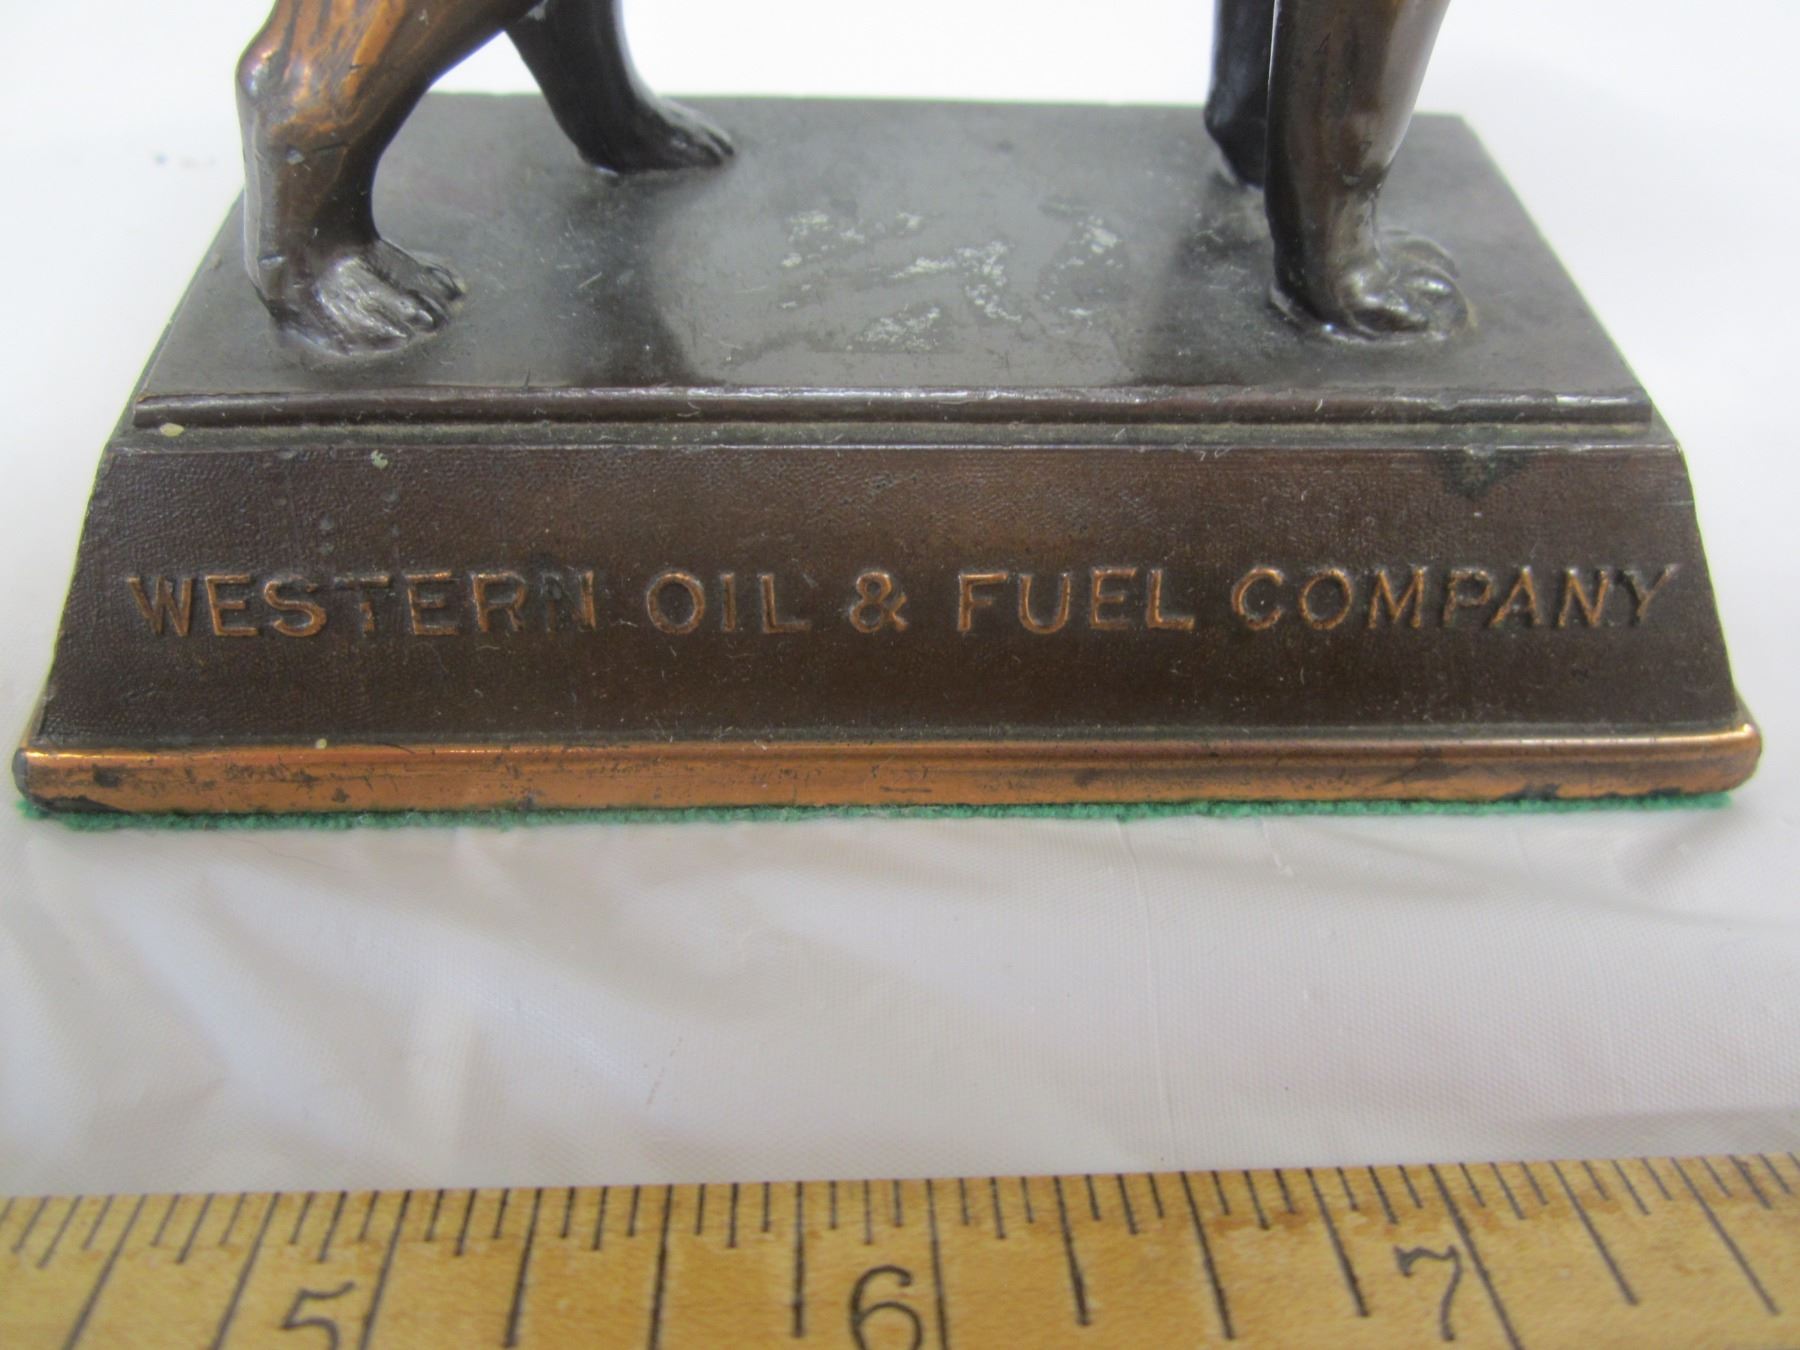 WESTERN OIL & FUEL COMPANY
5 6 7